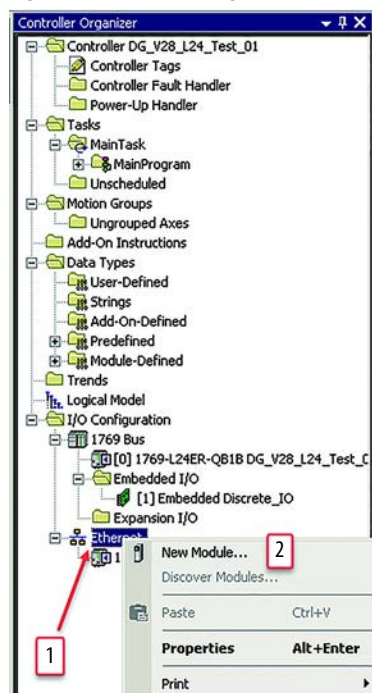 Controller Organizer
Controller DG_V28_L24_Test_01
Controller Tags
Controller Fault Handler
Power-Up Handler
Tasks
MainTask
MainProgram
Unscheduled
Motion Groups
Ungrouped Axes
Add-On Instructions
Data Types
User-Defined
Strings
Add-On-Defined
Predefined
Module-Defined
Trends
Logical Model
I/O Configuration
1769 Bus
[0] 1769-L24ER-QB1B DG_V28_L24_Test_
Embedded I/O
[1] Embedded Discrete_IO
Expansion I/O
Ethernet
1
New Module... 2
Discover Modules...
Paste Ctrl+V
1
Properties Alt+Enter
Print